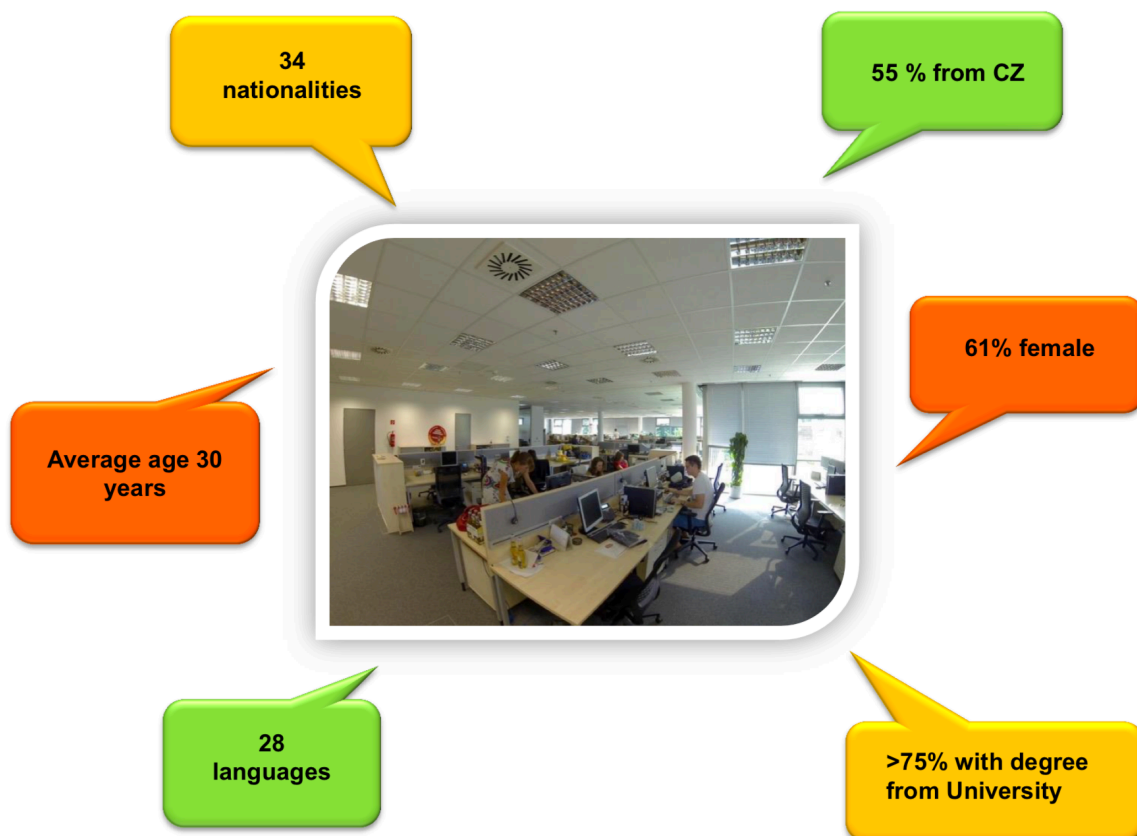 34
nationalities
55 % from CZ
61% female
Average age 30
years
28
languages
>75% with degree
from University